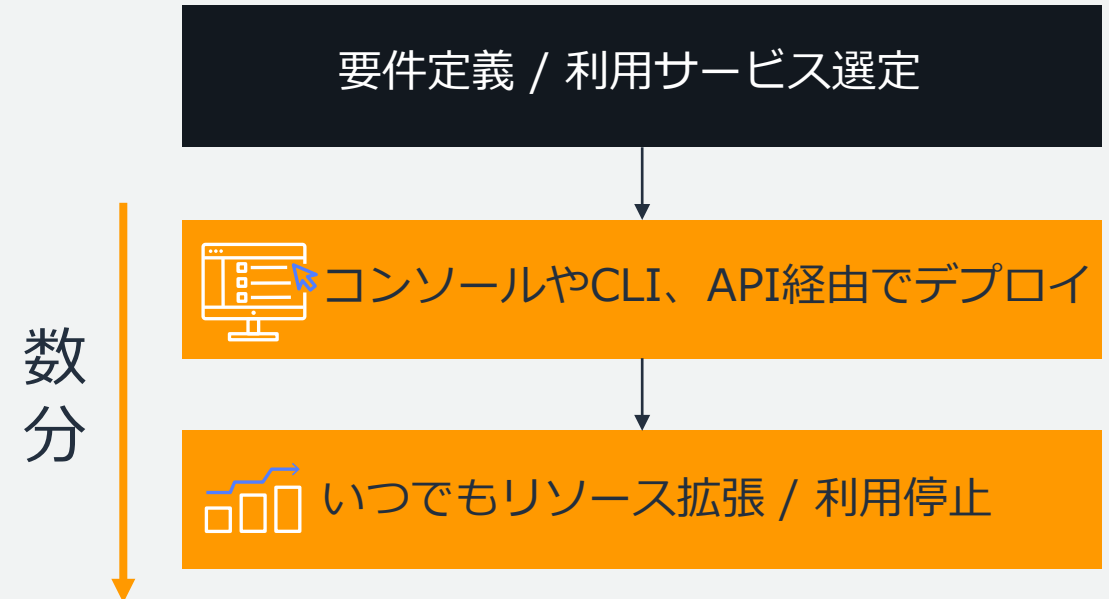 要件定義 / 利用サービス選定
数分
コンソールやCLI、API経由でデプロイ
いつでもリソース拡張 / 利用停止